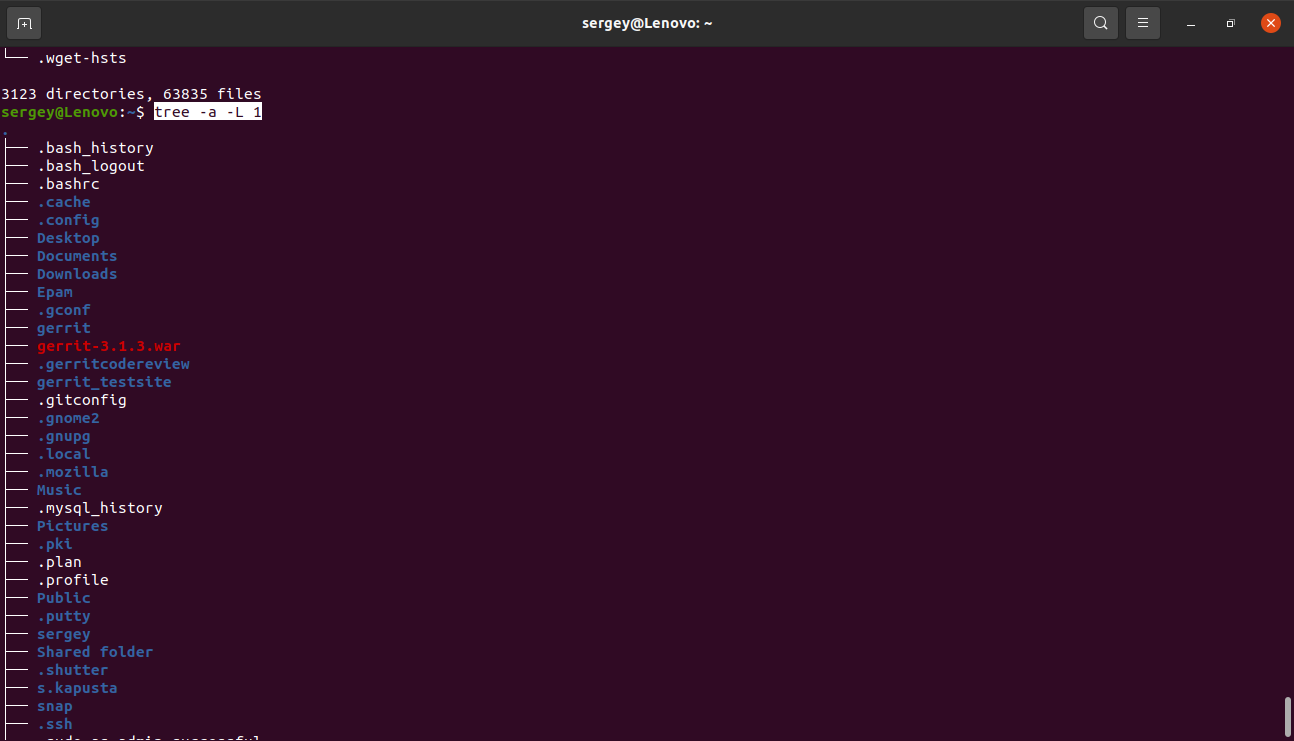 sergey@Lenovo: ~
└── .wget-hsts
3123 directories, 63835 files
sergey@Lenovo:~$ tree -a -L 1
.
├── .bash_history
├── .bash_logout
├── .bashrc
├── .cache
├── .config
├── Desktop
├── Documents
├── Downloads
├── Epam
├── .gconf
├── gerrit
├── gerrit-3.1.3.war
├── .gerritcodereview
├── gerrit_testsite
├── .gitconfig
├── .gnome2
├── .gnupg
├── .local
├── .mozilla
├── Music
├── .mysql_history
├── Pictures
├── .pki
├── .plan
├── .profile
├── Public
├── .putty
├── sergey
├── Shared folder
├── .shutter
├── s.kapusta
├── snap
├── .ssh